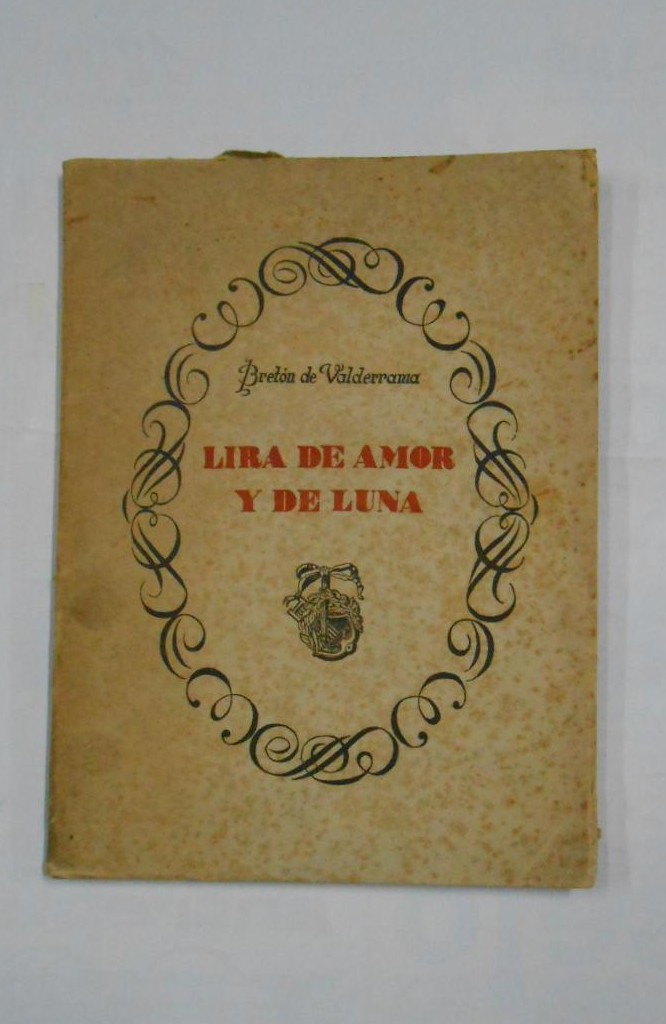 Bretón de Valderrama
LIRA DE AMOR
Y DE LUNA